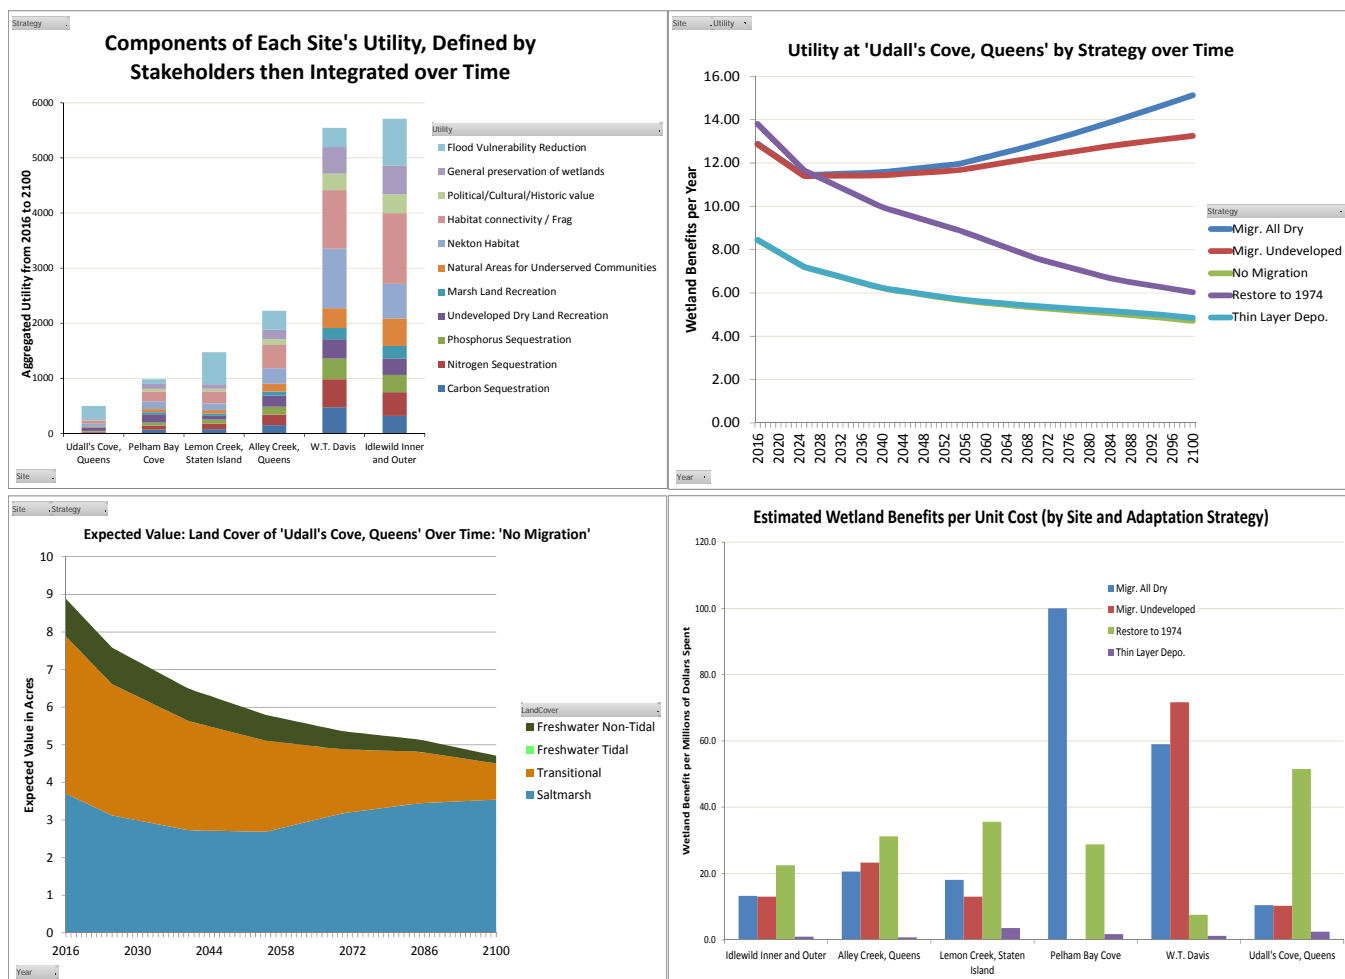 Strategy
Components of Each Site's Utility, Defined by
Stakeholders then Integrated over Time
Aggregated Utility from 2016 to 2100
6000
5000
4000
3000
2000
1000
0
Udall's Cove, Queens
Pelham Bay Cove
Lemon Creek, Staten Island
Alley Creek, Queens
W.T. Davis
Idlewild Inner and Outer
Utility
Flood Vulnerability Reduction
General preservation of wetlands
Political/Cultural/Historic value
Habitat connectivity / Frag
Nekton Habitat
Natural Areas for Underserved Communities
Marsh Land Recreation
Undeveloped Dry Land Recreation
Phosphorus Sequestration
Nitrogen Sequestration
Carbon Sequestration
Site
Site Utility
Utility at 'Udall's Cove, Queens' by Strategy over Time
Wetland Benefits per Year
16.00
14.00
12.00
10.00
8.00
6.00
4.00
2.00
0.00
2016 2020 2024 2028 2032 2036 2040 2044 2048 2052 2056 2060 2064 2068 2072 2076 2080 2084 2088 2092 2096 2100
Strategy
Migr. All Dry
Migr. Undeveloped
No Migration
Restore to 1974
Thin Layer Depo.
Year
Site Strategy
Expected Value: Land Cover of 'Udall's Cove, Queens' Over Time: 'No Migration'
Expected Value in Acres
10
9
8
7
6
5
4
3
2
1
0
2016 2030 2044 2058 2072 2086 2100
LandCover
Freshwater Non-Tidal
Freshwater Tidal
Transitional
Saltmarsh
Year
Estimated Wetland Benefits per Unit Cost (by Site and Adaptation Strategy)
Wetland Benefit per Millions of Dollars Spent
120.0
100.0
80.0
60.0
40.0
20.0
0.0
Migr. All Dry
Migr. Undeveloped
Restore to 1974
Thin Layer Depo.
Idlewild Inner and Outer
Alley Creek, Queens
Lemon Creek, Staten
Island
Pelham Bay Cove
W.T. Davis
Udall's Cove, Queens